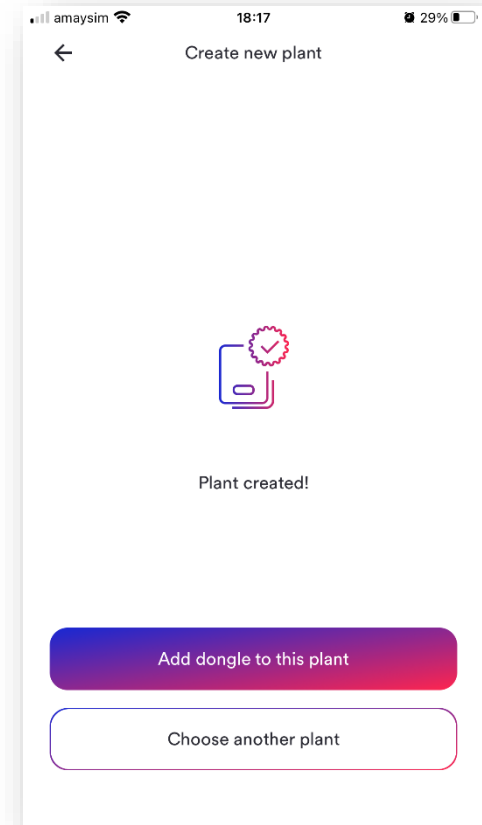 amaysim 18:17 29%
Create new plant
Plant created!
Add dongle to this plant
Choose another plant